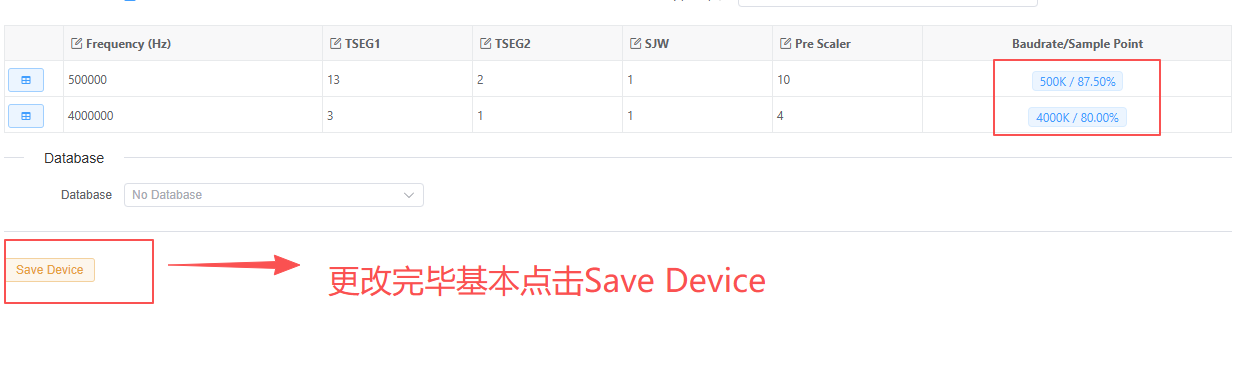 Frequency (Hz) TSEG1 TSEG2 SJW Pre Scaler Baudrate/Sample Point
500000 13 2 1 10 500K / 87.50%
4000000 3 1 1 4 4000K / 80.00%
Database
Database No Database
Save Device
更改完毕基本点击Save Device